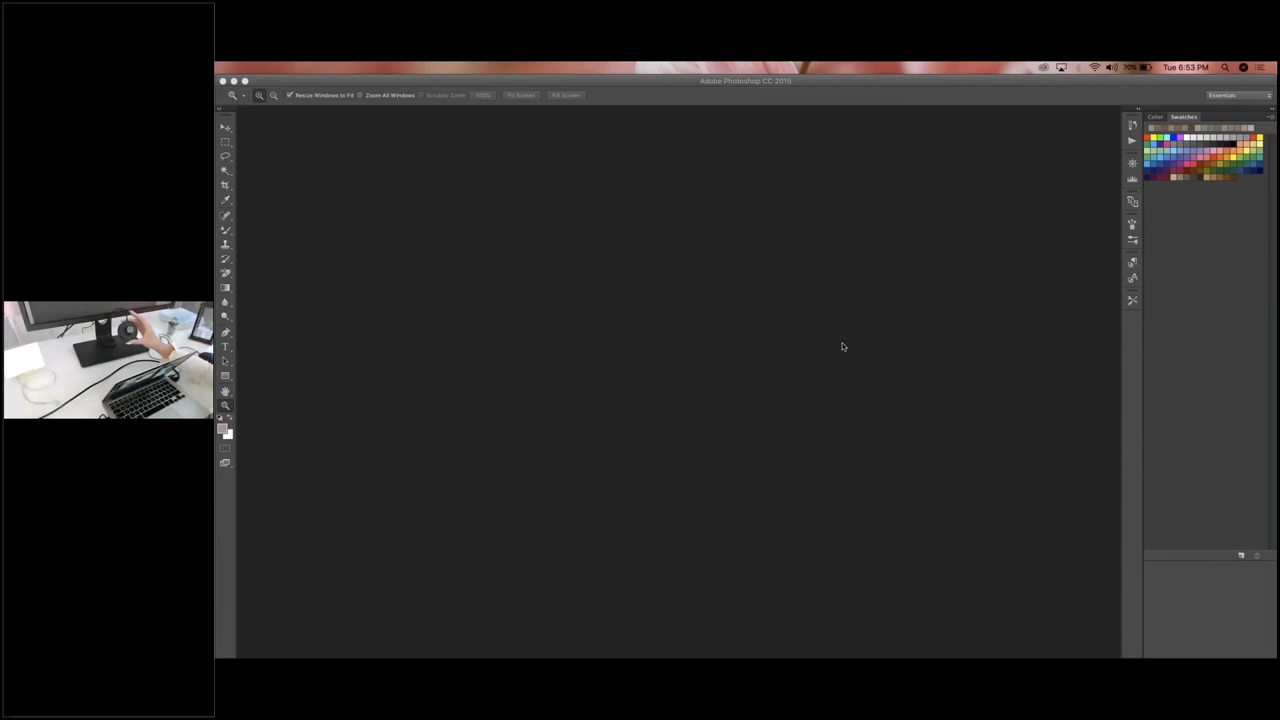 70%
Tue 6:53 PM
Adobe Photoshop CC 2015
Resize Windows to Fit
Zoom All Windows
Scrubby Zoom
100%
Fit Screen
Fill Screen
Essentials
Color
Swatches